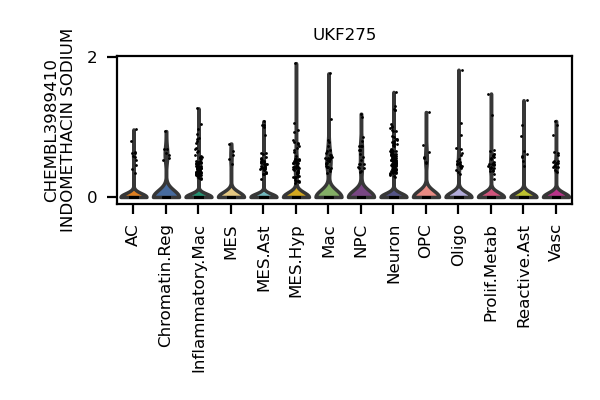 UKF275
CHEMBL3989410
INDOMETHACIN SODIUM
2
0
AC
Chromatin.Reg
Inflammatory.Mac
MES
MES.Ast
MES.Hyp
Mac
NPC
Neuron
OPC
Oligo
Prolif.Metab
Reactive.Ast
Vasc